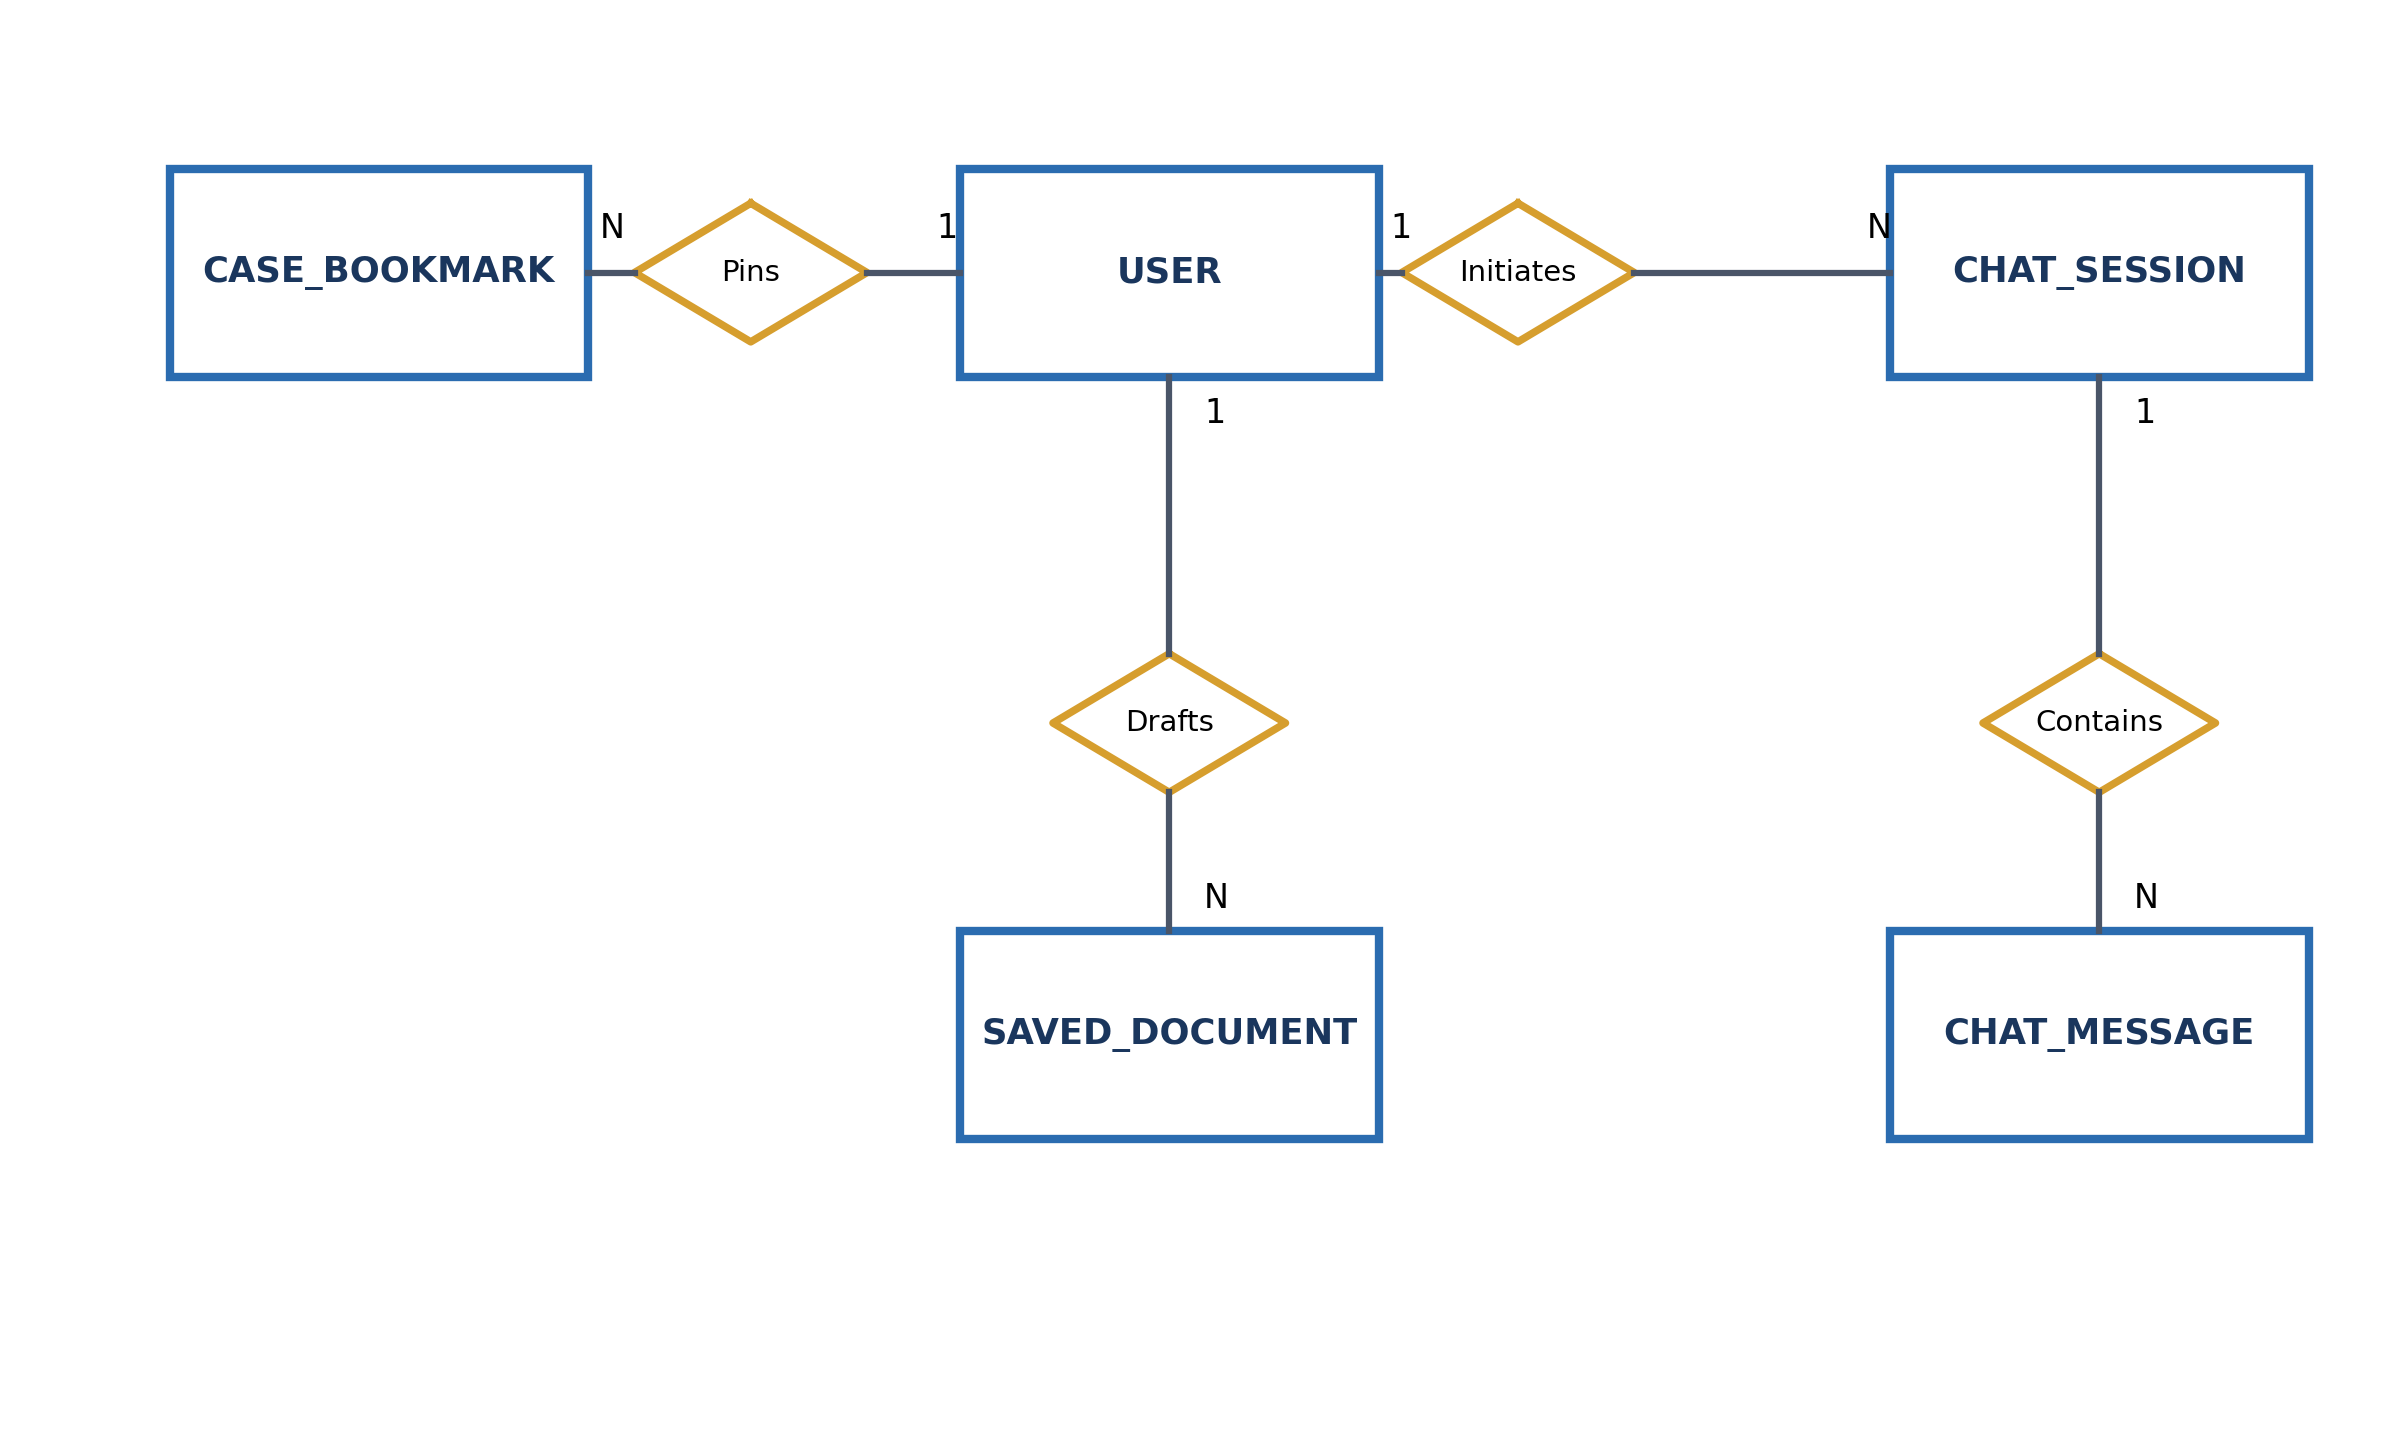 N 1 1 N
CASE_BOOKMARK Pins USER Initiates CHAT_SESSION
1 1
Drafts Contains
N N
SAVED_DOCUMENT CHAT_MESSAGE